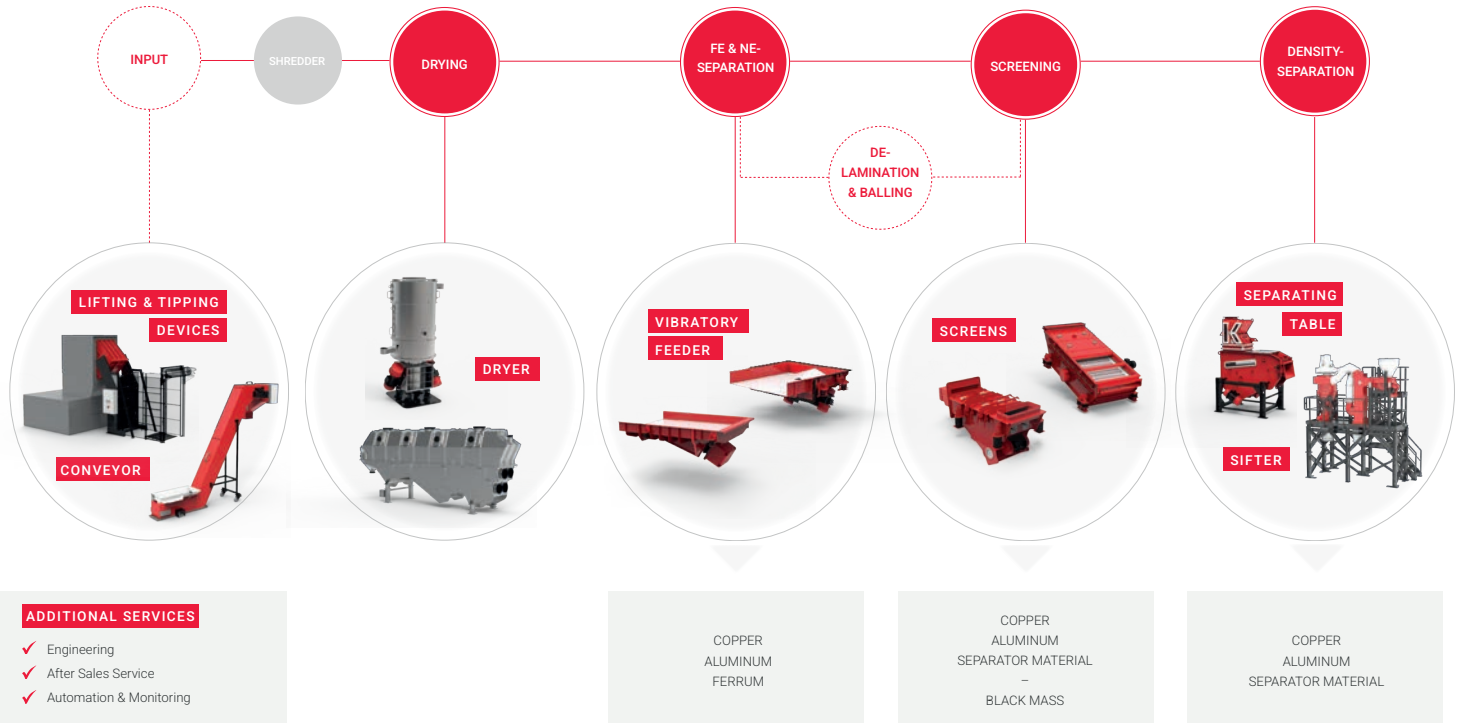 INPUT
SHREDDER
DRYING
FE & NE-
SEPARATION
SCREENING
DENSITY-
SEPARATION
DE-
LAMINATION
& BALLING
LIFTING & TIPPING
DEVICES
CONVEYOR
DRYER
VIBRATORY
FEEDER
SCREENS
SEPARATING
TABLE
K
SIFTER
ADDITIONAL SERVICES
Engineering
After Sales Service
Automation & Monitoring
COPPER
ALUMINUM
FERRUM
COPPER
ALUMINUM
SEPARATOR MATERIAL
–
BLACK MASS
COPPER
ALUMINUM
SEPARATOR MATERIAL